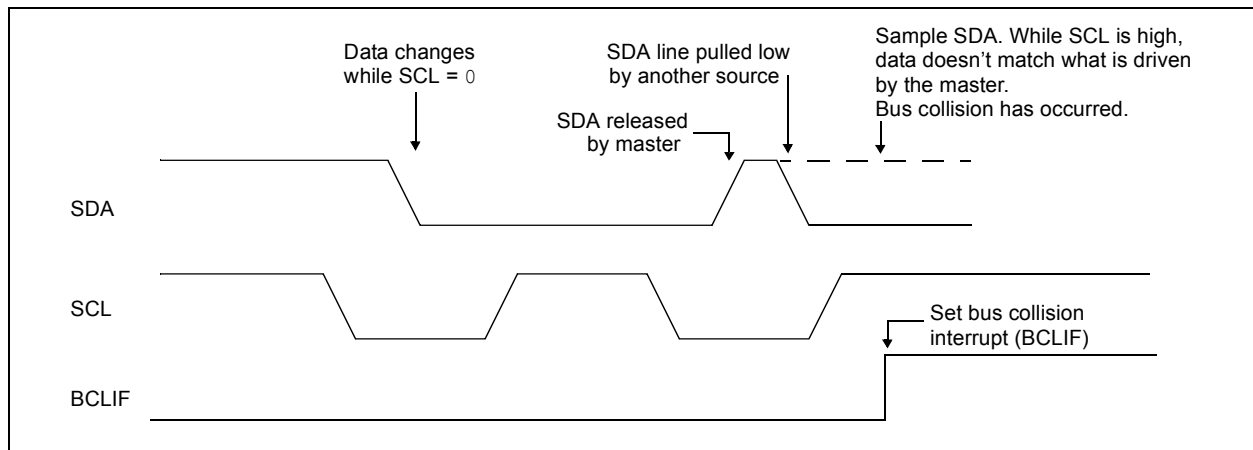 Data changes
while SCL = 0
SDA line pulled low
by another source
Sample SDA. While SCL is high,
data doesn't match what is driven
by the master.
Bus collision has occurred.
SDA released
by master
SDA
SCL
Set bus collision
interrupt (BCLIF)
BCLIF